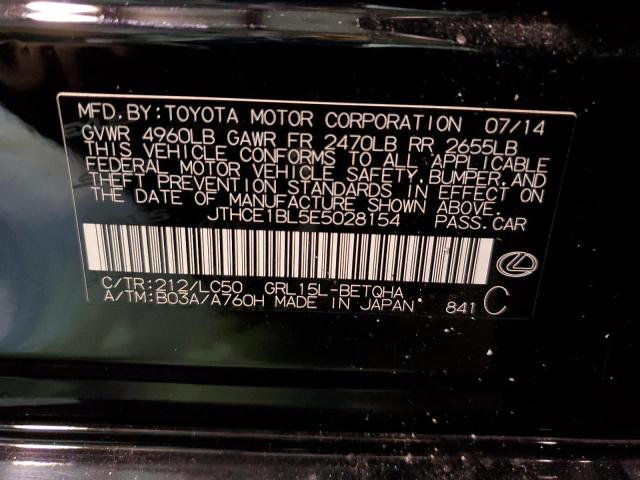 MFD.BY:TOYOTA MOTOR CORPORATION 07/14
GVWR 4960LB GAWR FR 2470LB RR 2655LB
THIS VEHICLE CONFORMS TO ALL APPLICABLE
FEDERAL MOTOR VEHICLE SAFETY,BUMPER,AND
THEFT PREVENTION STANDARDS IN EFFECT ON
THE DATE OF MANUFACTURE SHOWN ABOVE.
JTHCE1BL5E5028154 PASS.CAR
C/TR:212/LC50 GRL15L-BETQHA
A/TM:B03A/A760H MADE IN JAPAN 841 C